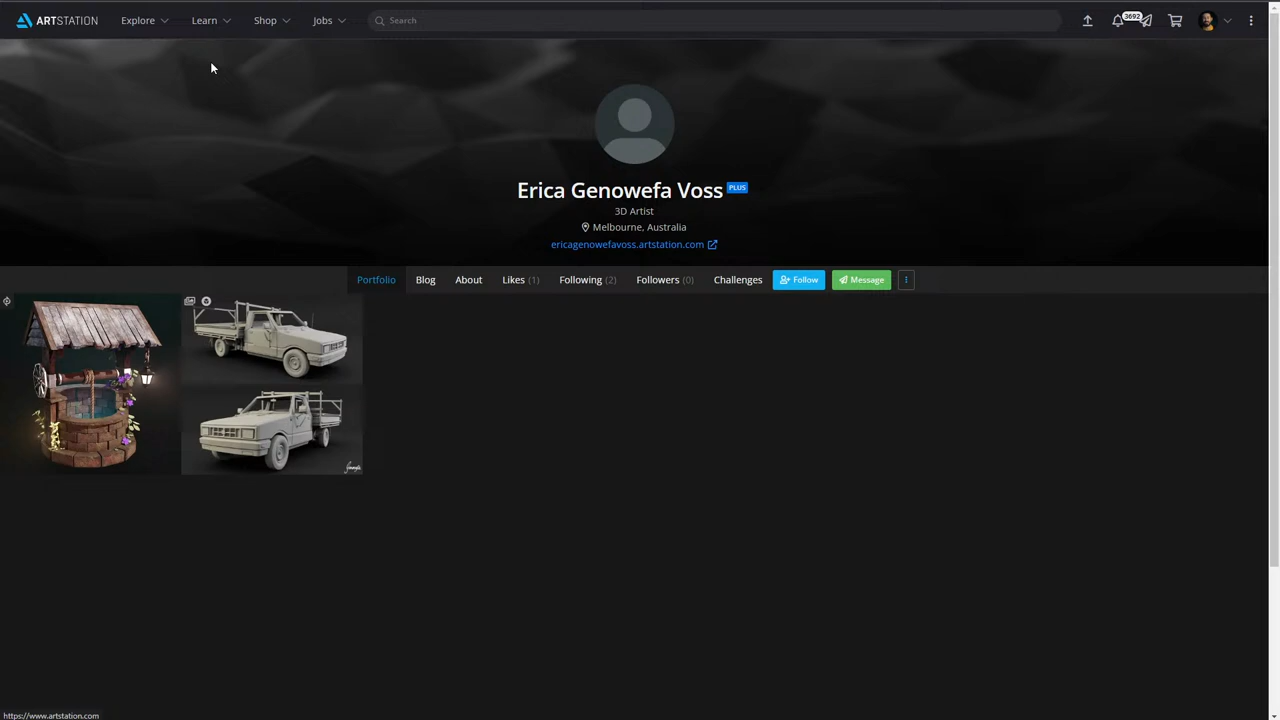 ARTSTATION Explore Learn Shop Jobs Search 3692
Erica Genowefa Voss PLUS
3D Artist
Melbourne, Australia
ericagenowefavoss.artstation.com
Portfolio Blog About Likes (1) Following (2) Followers (0) Challenges Follow Message
https://www.artstation.com